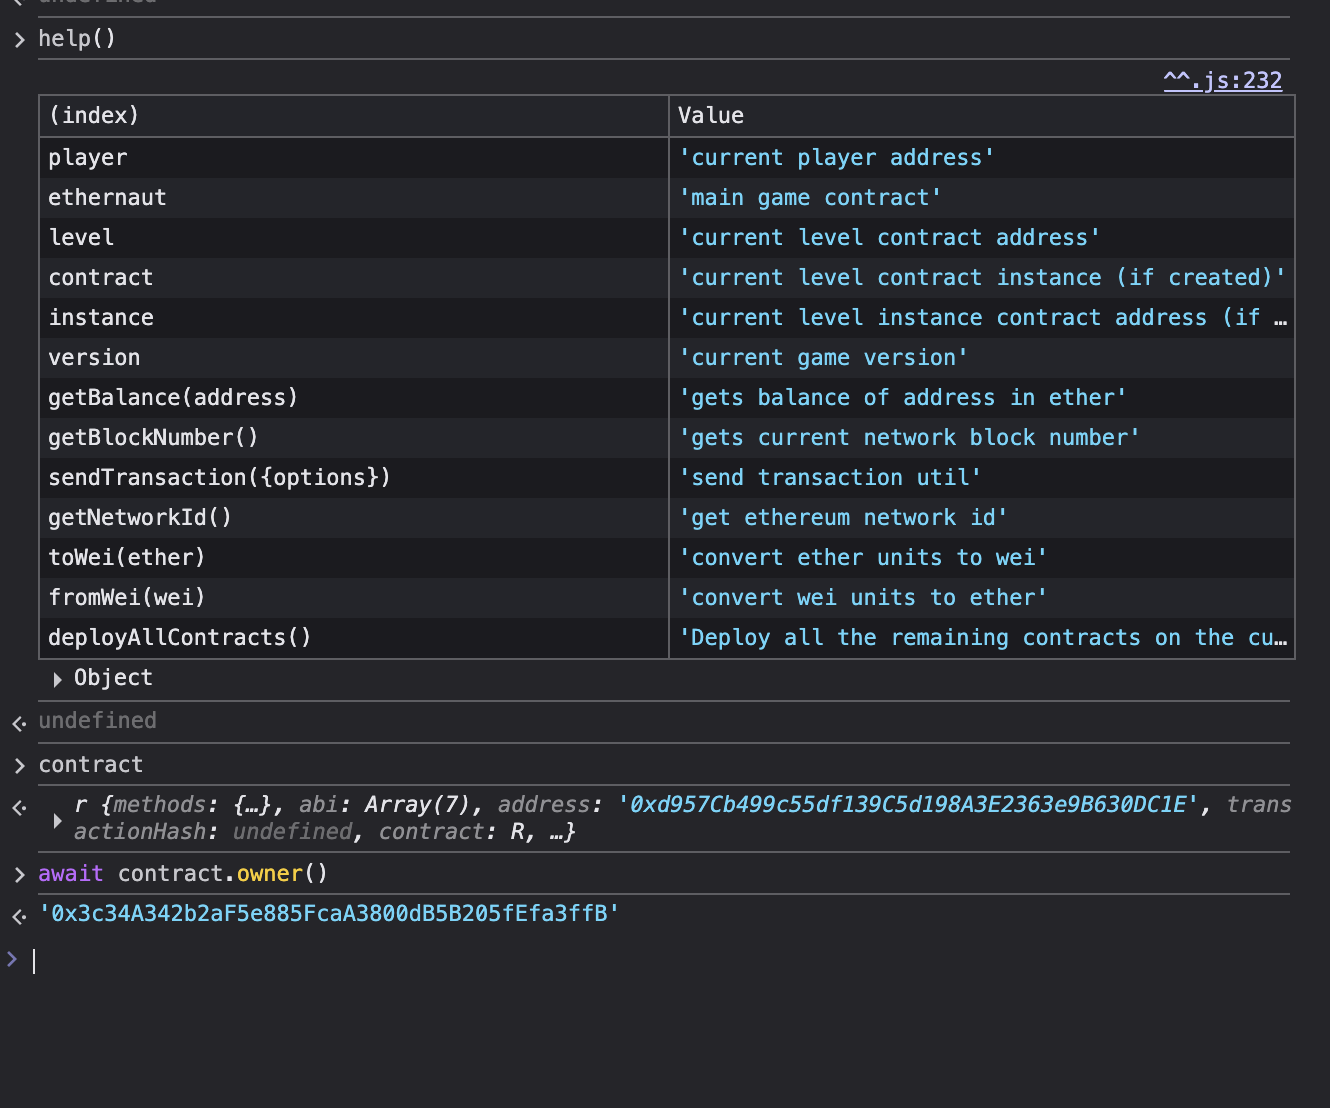 undefined
help()
^^.js:232
(index) Value
player 'current player address'
ethernaut 'main game contract'
level 'current level contract address'
contract 'current level contract instance (if created)'
instance 'current level instance contract address (if …
version 'current game version'
getBalance(address) 'gets balance of address in ether'
getBlockNumber() 'gets current network block number'
sendTransaction({options}) 'send transaction util'
getNetworkId() 'get ethereum network id'
toWei(ether) 'convert ether units to wei'
fromWei(wei) 'convert wei units to ether'
deployAllContracts() 'Deploy all the remaining contracts on the cu…
Object
undefined
contract
r {methods: {…}, abi: Array(7), address: '0xd957Cb499c55df139C5d198A3E2363e9B630DC1E', trans
actionHash: undefined, contract: R, …}
await contract.owner()
'0x3c34A342b2aF5e885FcaA3800dB5B205fEfa3ffB'